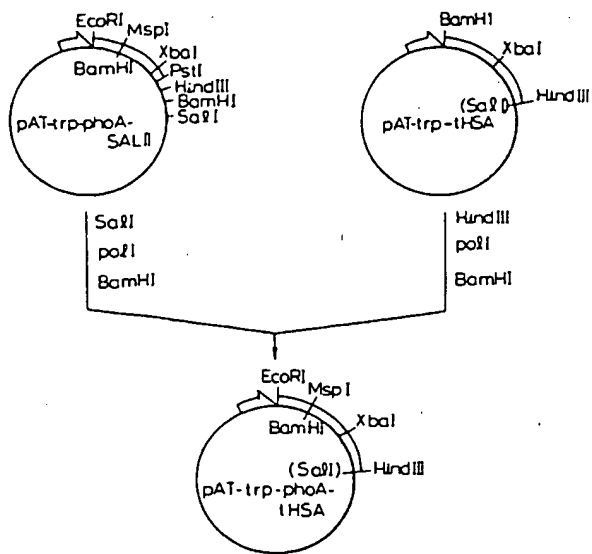 EcoRI
MspI
XbaI
PstI
HindIII
BamHI
BamHI
SalI
pAT-trp-phoA-
SALII
BamHI
XbaI
(SalI)
HindIII
pAT-trp-tHSA
SalI
polI
BamHI
HindIII
polI
BamHI
EcoRI
MspI
BamHI
XbaI
(SalI)
HindIII
pAT-trp-phoA-
tHSA